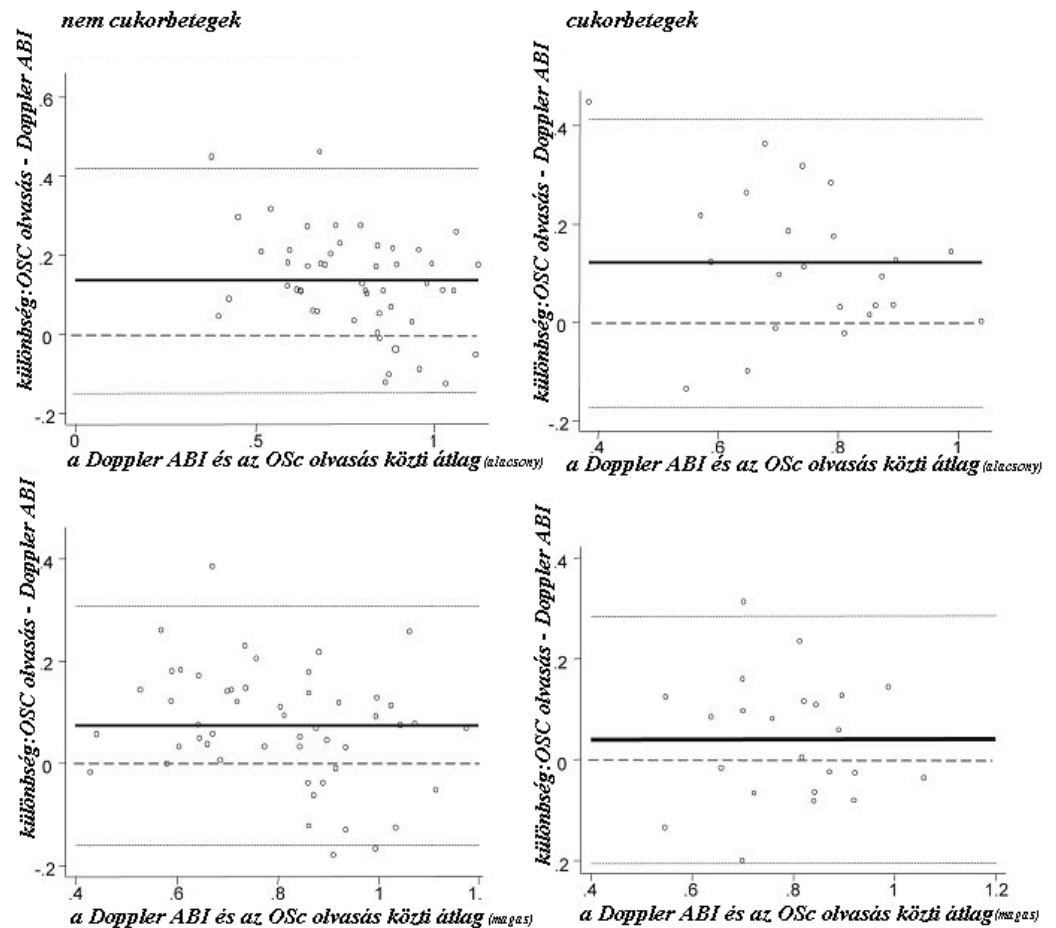 nem cukorbetegek
különbség:OSC olvasás - Doppler ABI
.6
.4
.2
0
-.2
0 .5 1
a Doppler ABI és az OSc olvasás közti átlag (alacsony)
cukorbetegek
különbség:OSC olvasás - Doppler ABI
.4
.2
0
-.2
.4 .6 .8 1
a Doppler ABI és az OSc olvasás közti átlag (alacsony)
különbség:OSC olvasás - Doppler ABI
.4
.2
0
-.2
.4 .6 .8 1 1.
a Doppler ABI és az OSc olvasás közti átlag (magas)
különbség:OSC olvasás - Doppler ABI
.4
.2
0
.2
.4 .6 .8 1 1.2
a Doppler ABI és az OSc olvasás közti átlag (magas)